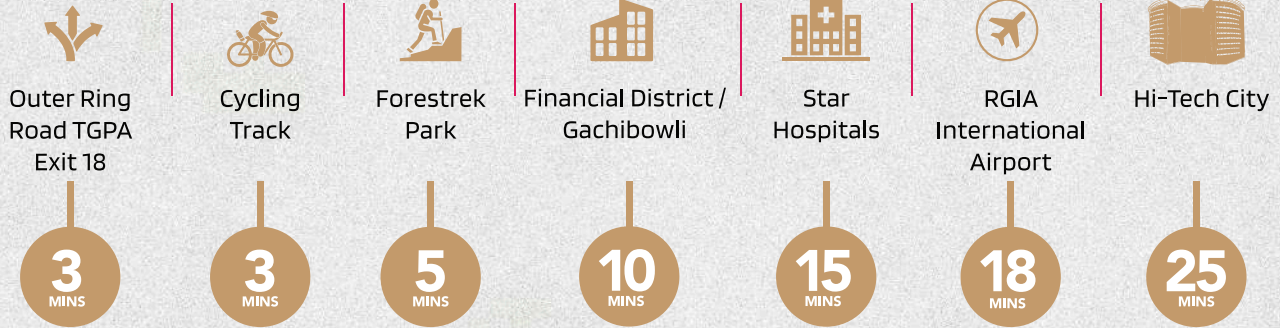 Outer Ring
Road TGPA
Exit 18
3
MINS
Cycling
Track
3
MINS
Forestrek
Park
5
MINS
Financial District /
Gachibowli
10
MINS
Star
Hospitals
15
MINS
RGIA
International
Airport
18
MINS
Hi-Tech City
25
MINS